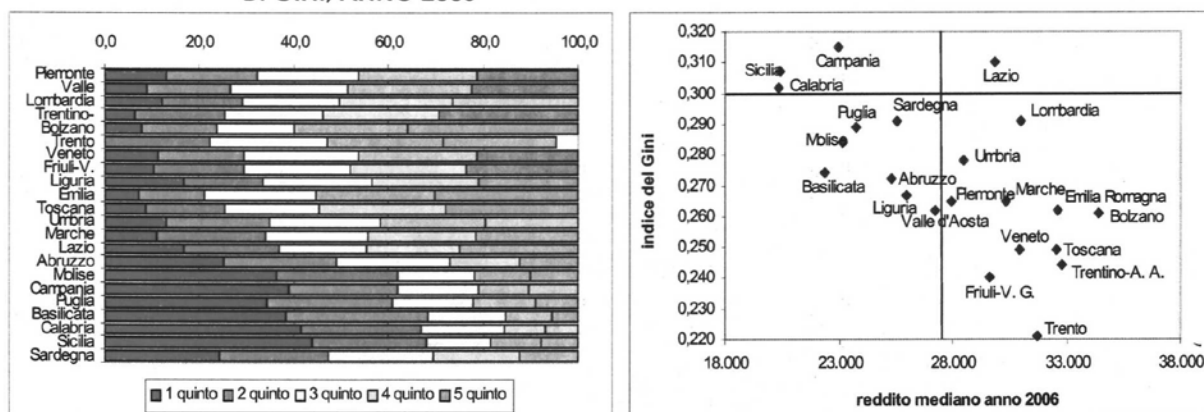 0,0 20,0 40,0 60,0 80,0 100,0
Piemonte
Valle
Lombardia
Trentino-
Bolzano
Trento
Veneto
Friuli-V.
Liguria
Emilia
Toscana
Umbria
Marche
Lazio
Abruzzo
Molise
Campania
Puglia
Basilicata
Calabria
Sicilia
Sardegna
1 quinto 2 quinto 3 quinto 4 quinto 5 quinto
indice del Gini
0,320
0,310
0,300
0,290
0,280
0,270
0,260
0,250
0,240
0,230
0,220
Campania
Sicilia
Lazio
Calabria
Sardegna
Puglia
Lombardia
Molise
Umbria
Basilicata
Abruzzo
Liguria
Piemonte
Marche
Emilia Romagna
Valle d'Aosta
Bolzano
Veneto
Toscana
Trentino-A. A.
Friuli-V. G.
Trento
18.000 23.000 28.000 33.000 38.000
reddito mediano anno 2006